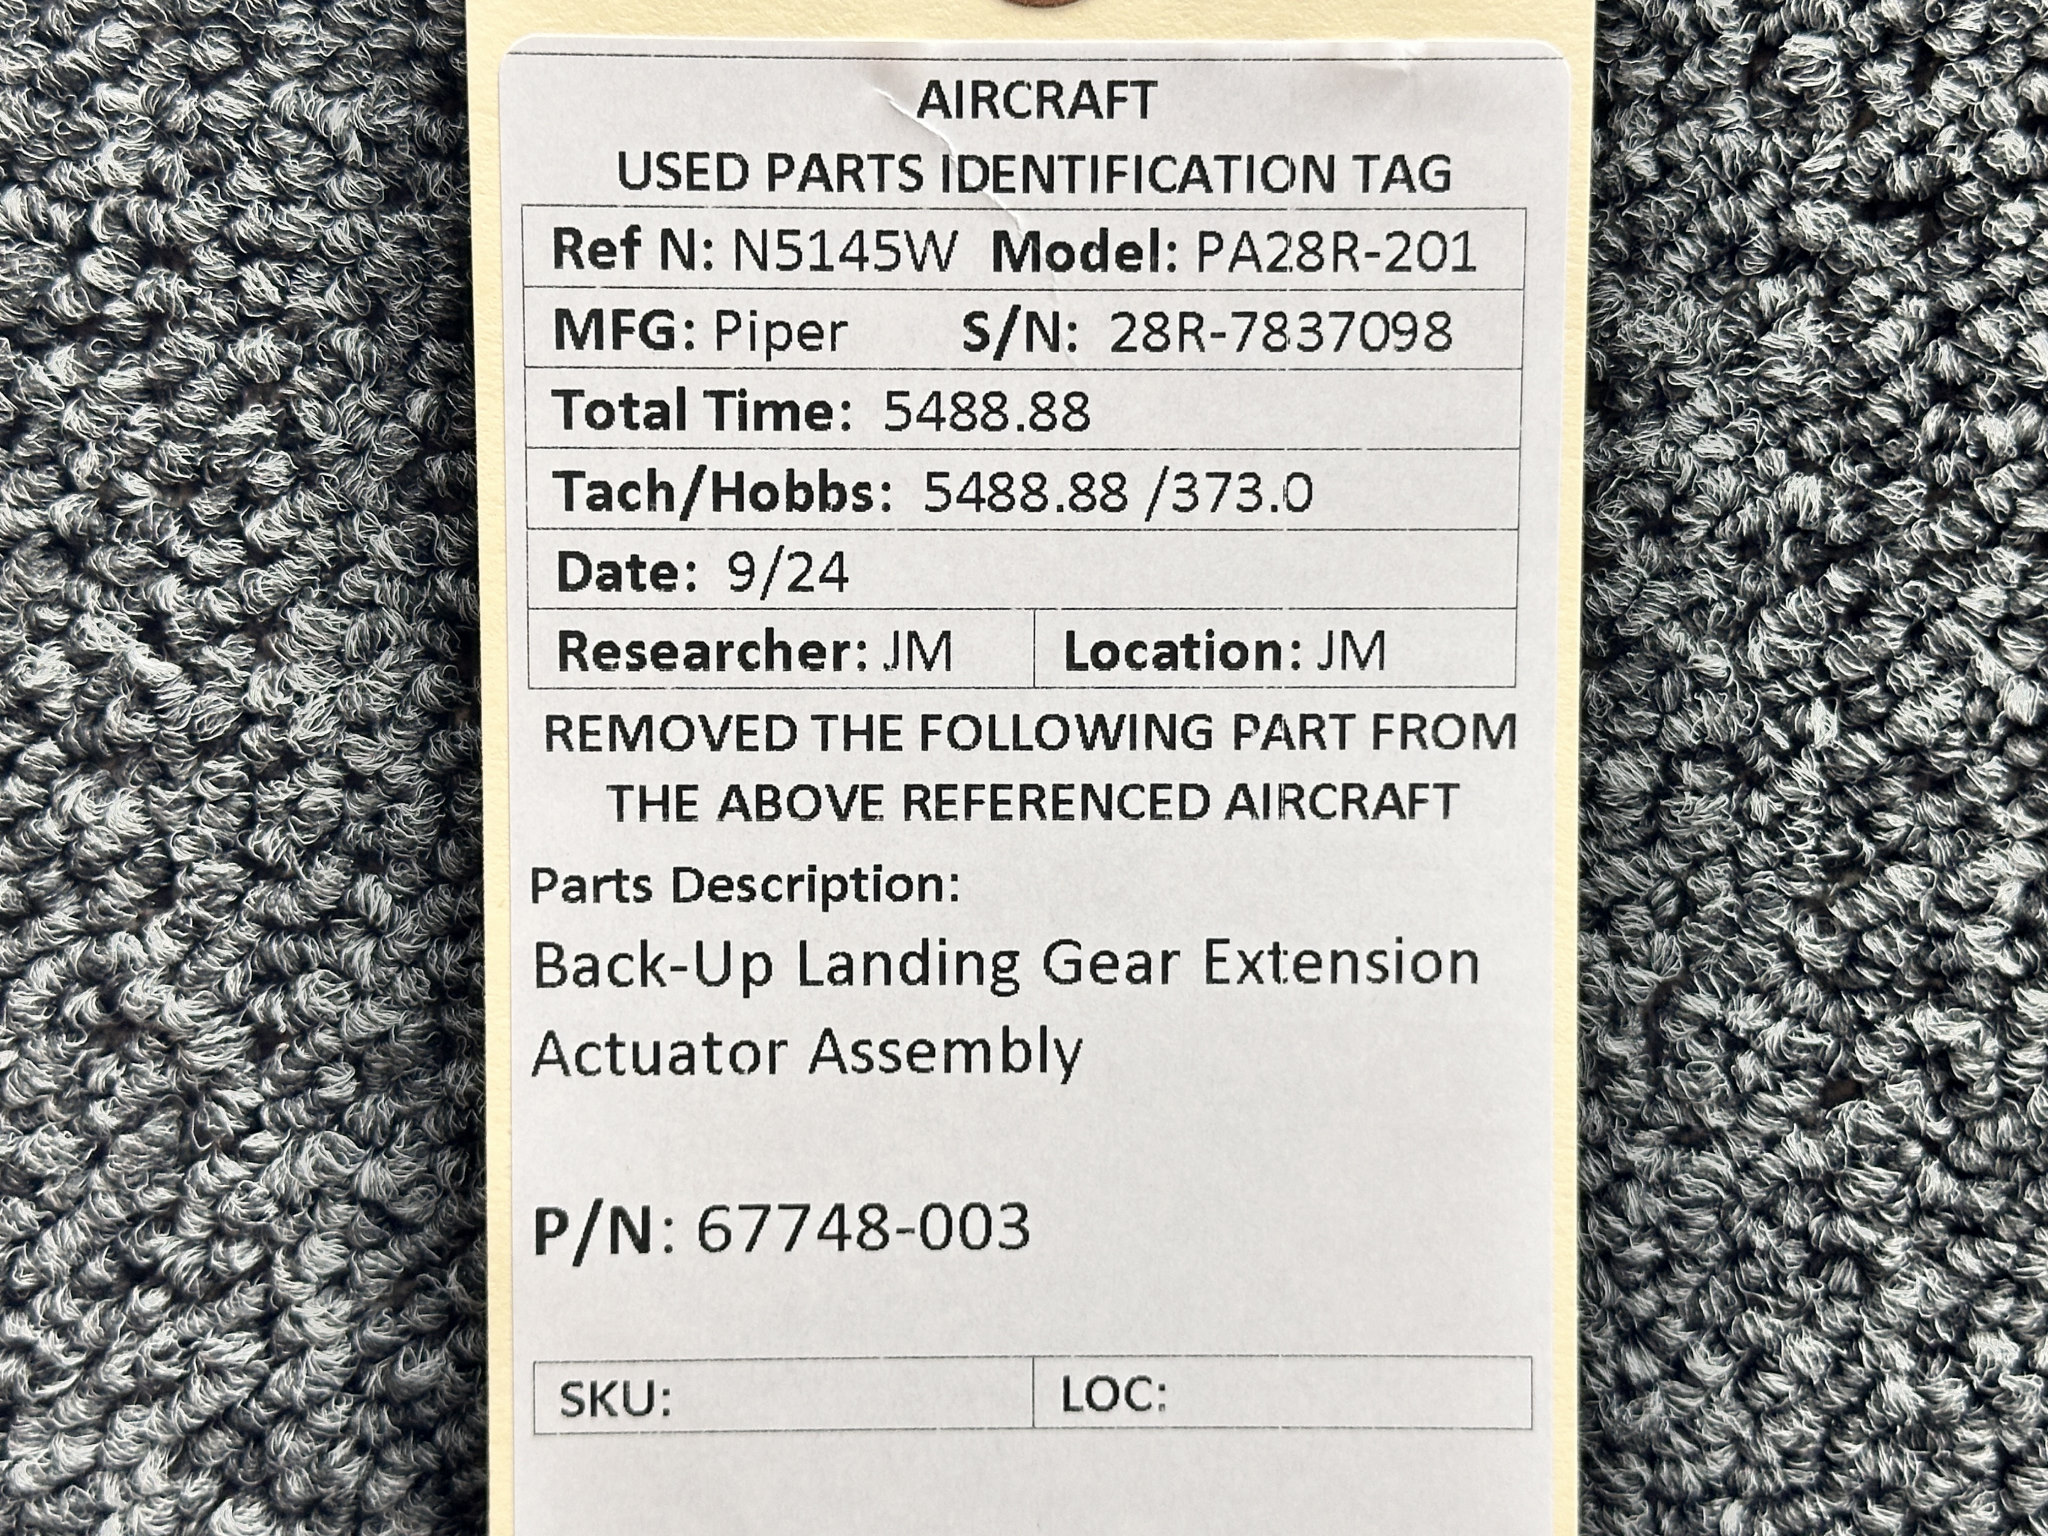 AIRCRAFT
USED PARTS IDENTIFICATION TAG
Ref N: N5145W Model: PA28R-201
MFG: Piper S/N: 28R-7837098
Total Time: 5488.88
Tach/Hobbs: 5488.88 /373.0
Date: 9/24
Researcher: JM Location: JM
REMOVED THE FOLLOWING PART FROM
THE ABOVE REFERENCED AIRCRAFT
Parts Description:
Back-Up Landing Gear Extension
Actuator Assembly
P/N: 67748-003
SKU: LOC: